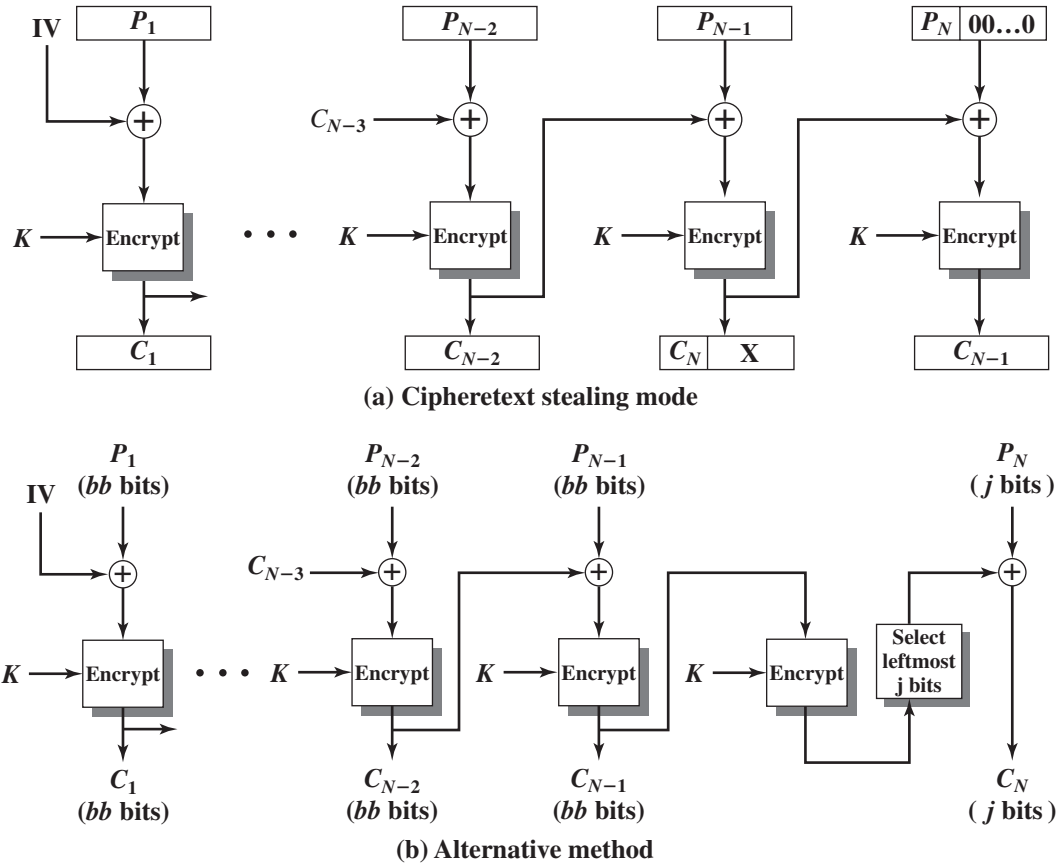 IV P₁ Pₙ₋₂ Pₙ₋₁ Pₙ 00…0
+ Cₙ₋₃ + + +
K Encrypt • • • K Encrypt K Encrypt K Encrypt
C₁ Cₙ₋₂ Cₙ X Cₙ₋₁
(a) Cipheretext stealing mode
P₁ Pₙ₋₂ Pₙ₋₁ Pₙ
(bb bits) (bb bits) (bb bits) ( j bits )
IV
+ Cₙ₋₃ + + +
Select
leftmost
j bits
K Encrypt • • • K Encrypt K Encrypt K Encrypt
C₁ Cₙ₋₂ Cₙ₋₁ Cₙ
(bb bits) (bb bits) (bb bits) ( j bits )
(b) Alternative method